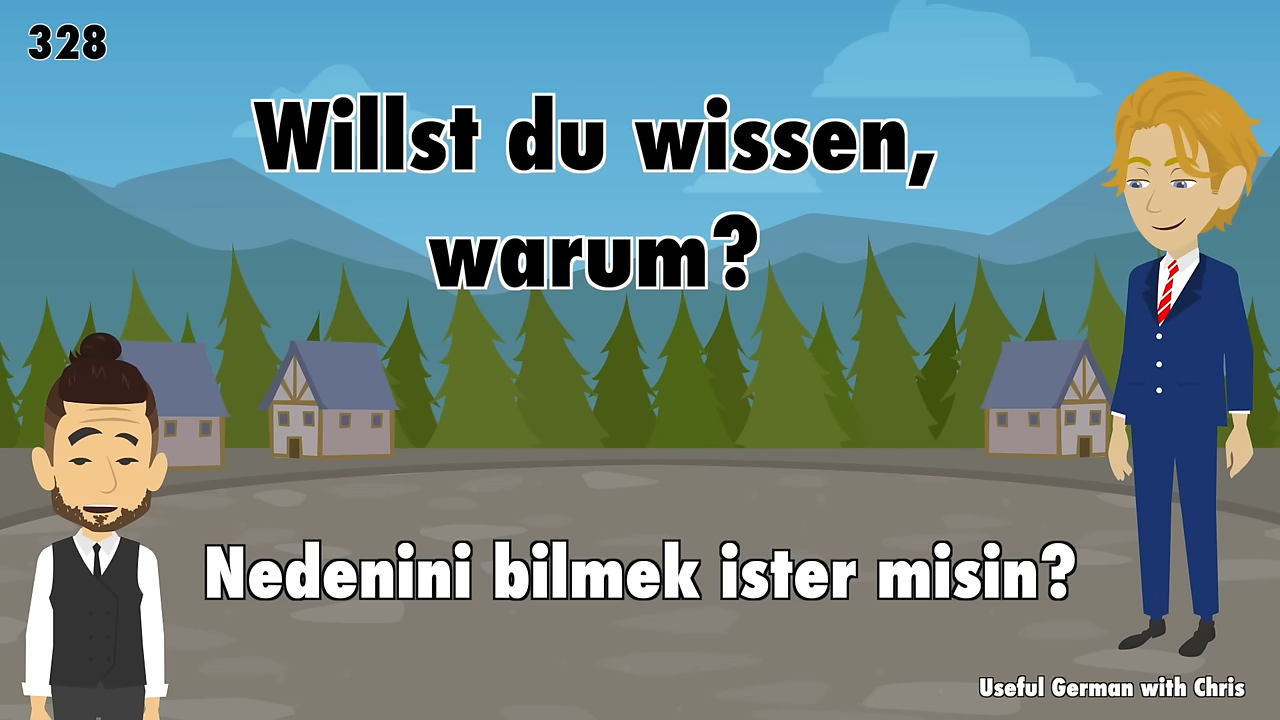 328
Willst du wissen,
warum?
Nedenini bilmek ister misin?
Useful German with Chris